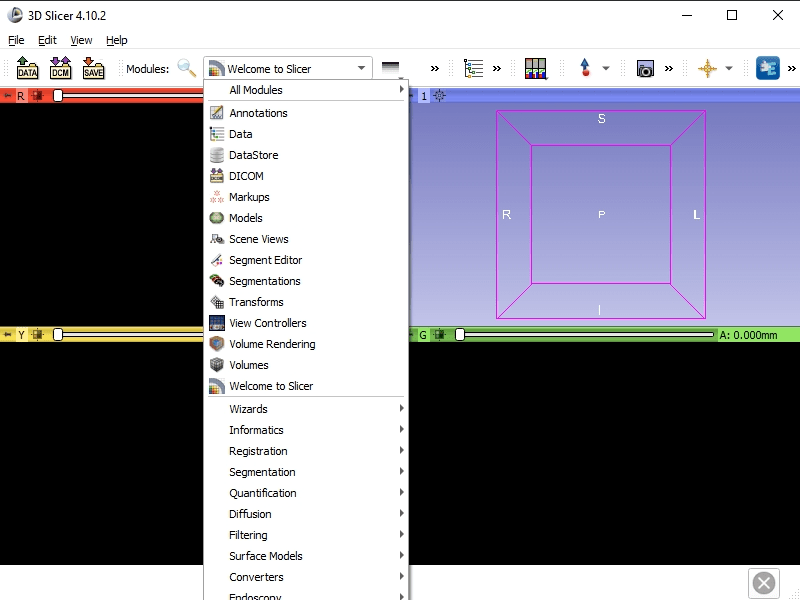 3D Slicer 4.10.2
File Edit View Help
DATA DCM SAVE Modules: Welcome to Slicer
All Modules
R
1
Annotations
Data
DataStore
DICOM
Markups
Models
Scene Views
Segment Editor
Segmentations
Transforms
View Controllers
Volume Rendering
Volumes
Welcome to Slicer
Wizards
Informatics
Registration
Segmentation
Quantification
Diffusion
Filtering
Surface Models
Converters
Endoscopy
S
R P L
I
Y
G A: 0.000mm